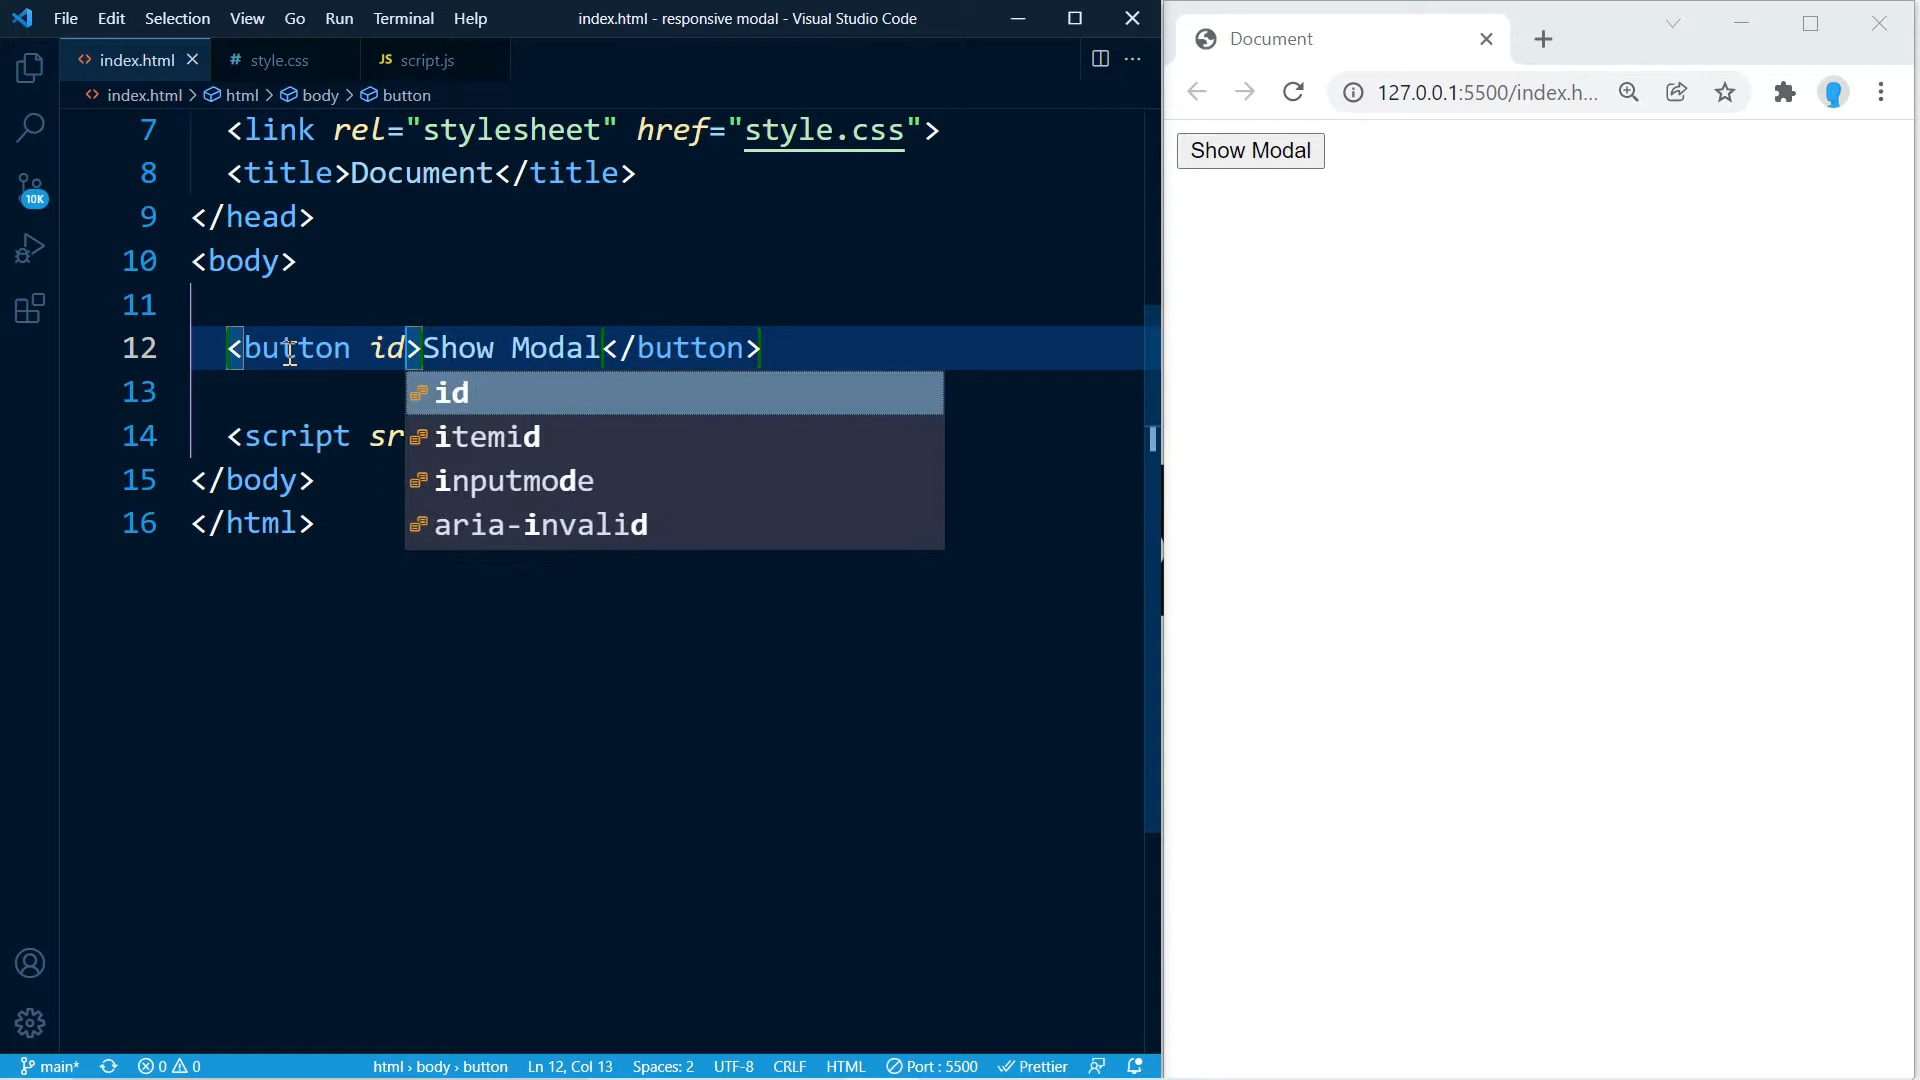 File Edit Selection View Go Run Terminal Help index.html - responsive modal - Visual Studio Code
index.html style.css JS script.js
index.html > html > body > button
7 <link rel="stylesheet" href="style.css">
8 <title>Document</title>
9 </head>
10 <body>
11
12 <button id>Show Modal</button>
13
id
itemid
inputmode
aria-invalid
14 <script sr
15 </body>
16 </html>
10K
main* 0 0 html › body › button Ln 12, Col 13 Spaces: 2 UTF-8 CRLF HTML Port : 5500 Prettier
Document
127.0.0.1:5500/index.h...
Show Modal